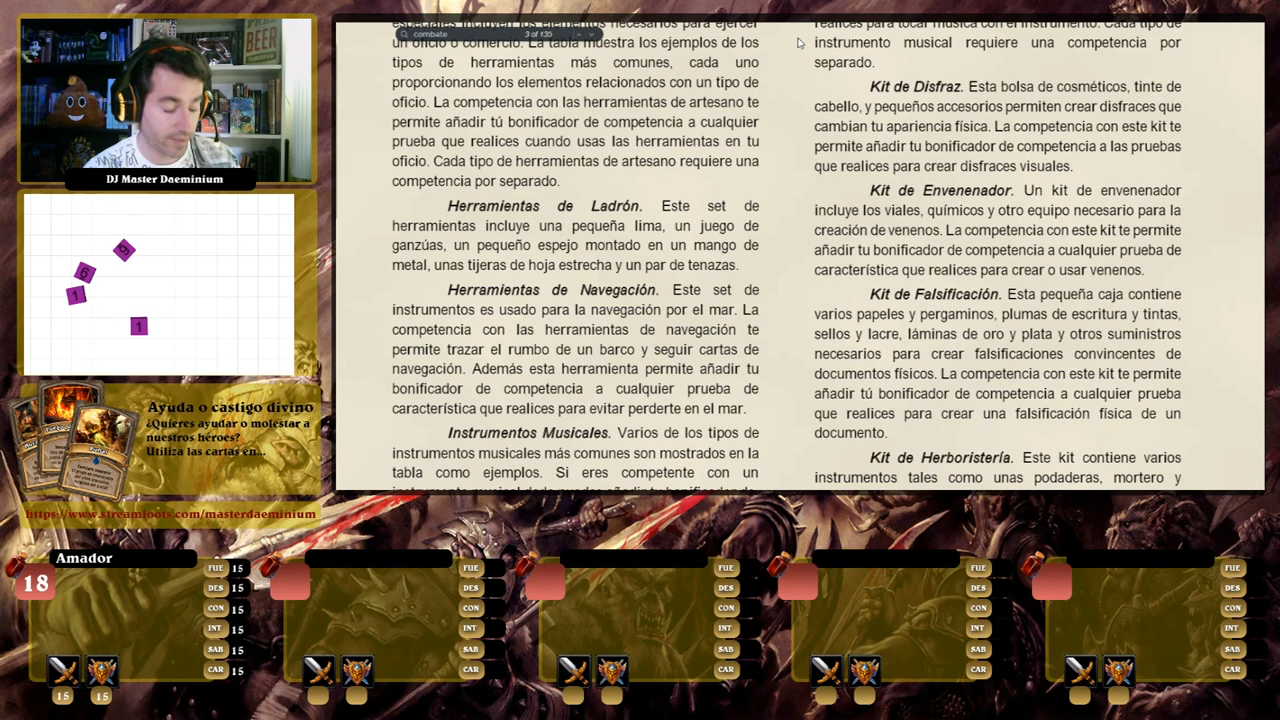 BEER
DJ Master Daeminium
9
6
1
1
Ayuda o castigo divino
¿Quieres ayudar o molestar a
nuestros héroes?
Utiliza las cartas en...
https://www.streamloots.com/masterdaeminium
combate 3 of 135
especiales incluyen los elementos necesarios para ejercer
un oficio o comercio. La tabla muestra los ejemplos de los
tipos de herramientas más comunes, cada uno
proporcionando los elementos relacionados con un tipo de
oficio. La competencia con las herramientas de artesano te
permite añadir tú bonificador de competencia a cualquier
prueba que realices cuando usas las herramientas en tu
oficio. Cada tipo de herramientas de artesano requiere una
competencia por separado.
Herramientas de Ladrón. Este set de
herramientas incluye una pequeña lima, un juego de
ganzúas, un pequeño espejo montado en un mango de
metal, unas tijeras de hoja estrecha y un par de tenazas.
Herramientas de Navegación. Este set de
instrumentos es usado para la navegación por el mar. La
competencia con las herramientas de navegación te
permite trazar el rumbo de un barco y seguir cartas de
navegación. Además esta herramienta permite añadir tu
bonificador de competencia a cualquier prueba de
característica que realices para evitar perderte en el mar.
Instrumentos Musicales. Varios de los tipos de
instrumentos musicales más comunes son mostrados en la
tabla como ejemplos. Si eres competente con un
realices para tocar música con el instrumento. Cada tipo de
instrumento musical requiere una competencia por
separado.
Kit de Disfraz. Esta bolsa de cosméticos, tinte de
cabello, y pequeños accesorios permiten crear disfraces que
cambian tu apariencia física. La competencia con este kit te
permite añadir tu bonificador de competencia a las pruebas
que realices para crear disfraces visuales.
Kit de Envenenador. Un kit de envenenador
incluye los viales, químicos y otro equipo necesario para la
creación de venenos. La competencia con este kit te permite
añadir tu bonificador de competencia a cualquier prueba de
característica que realices para crear o usar venenos.
Kit de Falsificación. Esta pequeña caja contiene
varios papeles y pergaminos, plumas de escritura y tintas,
sellos y lacre, láminas de oro y plata y otros suministros
necesarios para crear falsificaciones convincentes de
documentos físicos. La competencia con este kit te permite
añadir tú bonificador de competencia a cualquier prueba
que realices para crear una falsificación física de un
documento.
Kit de Herboristería. Este kit contiene varios
instrumentos tales como unas podaderas, mortero y
Amador
18
FUE 15
DES 15
CON 15
INT 15
SAB 15
CAR 15
15 15
FUE
DES
CON
INT
SAB
CAR
FUE
DES
CON
INT
SAB
CAR
FUE
DES
CON
INT
SAB
CAR
FUE
DES
CON
INT
SAB
CAR